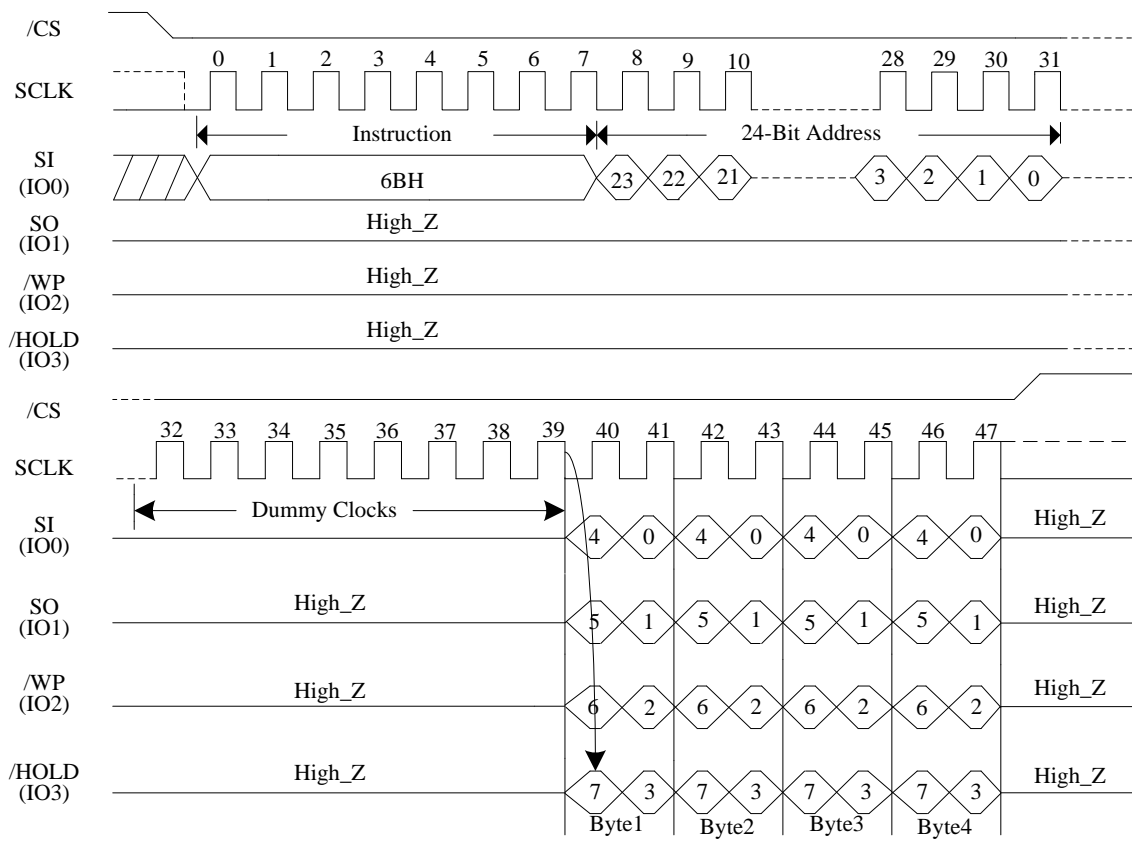 /CS
0 1 2 3 4 5 6 7 8 9 10 28 29 30 31
SCLK
Instruction 24-Bit Address
SI
(IO0)
6BH 23 22 21 3 2 1 0
SO
(IO1)
High_Z
/WP
(IO2)
High_Z
/HOLD
(IO3)
High_Z
/CS
32 33 34 35 36 37 38 39 40 41 42 43 44 45 46 47
SCLK
Dummy Clocks
SI
(IO0)
4 0 4 0 4 0 4 0 High_Z
SO
(IO1)
High_Z 5 1 5 1 5 1 5 1 High_Z
/WP
(IO2)
High_Z 6 2 6 2 6 2 6 2 High_Z
/HOLD
(IO3)
High_Z 7 3 7 3 7 3 7 3 High_Z
Byte1 Byte2 Byte3 Byte4